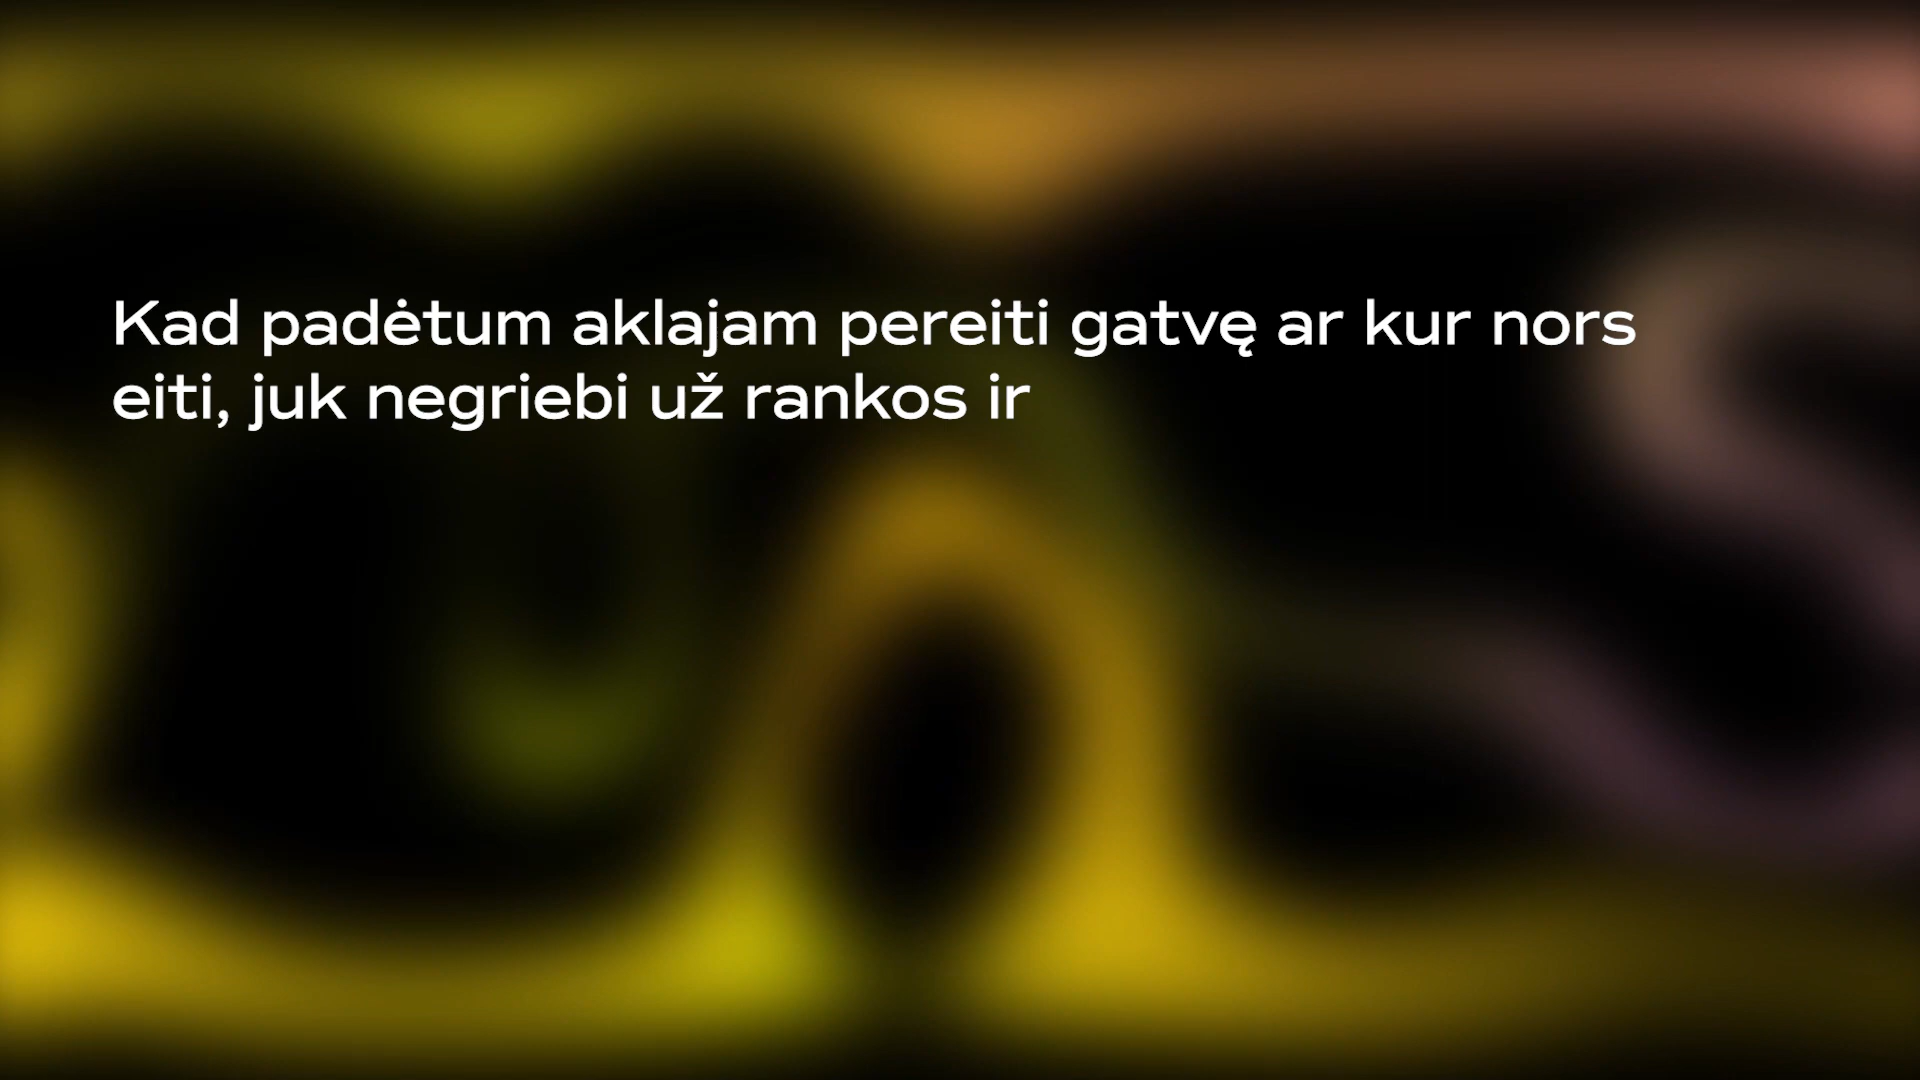 Kad padėtum aklajam pereiti gatvę ar kur nors
eiti, juk negriebi už rankos ir